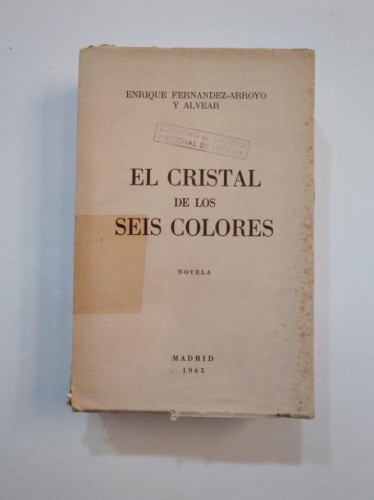 ENRIQUE FERNANDEZ-ARROYO
Y ALVEAR
EL CRISTAL
DE LOS
SEIS COLORES
NOVELA
MADRID
1965